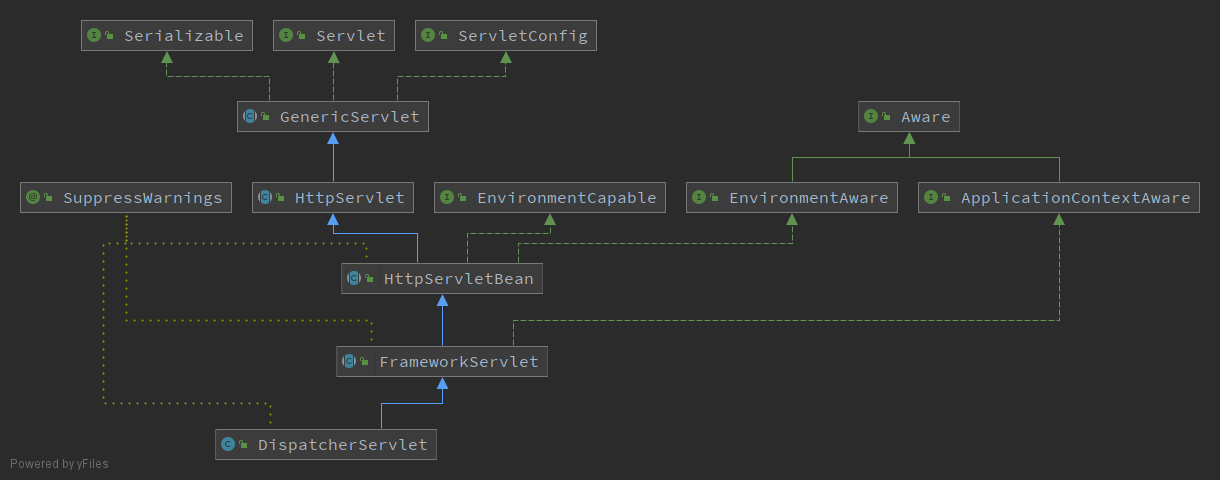 Serializable
Servlet
ServletConfig
GenericServlet
Aware
SuppressWarnings
HttpServlet
EnvironmentCapable
EnvironmentAware
ApplicationContextAware
HttpServletBean
FrameworkServlet
DispatcherServlet
Powered by yFiles